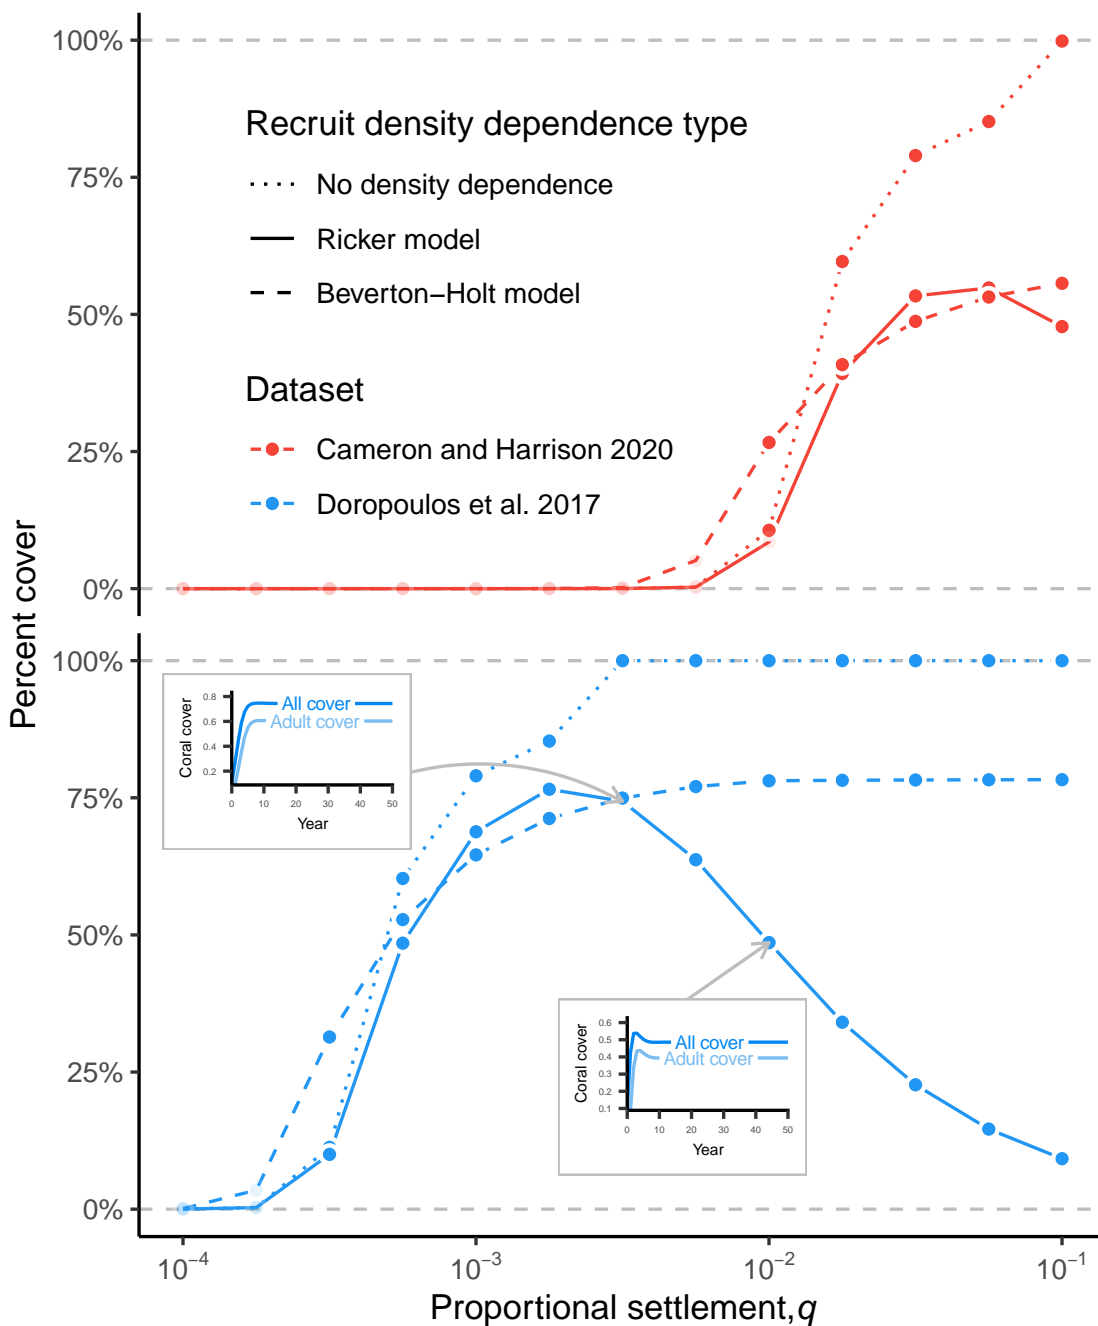 100%
75%
50%
25%
0%
Recruit density dependence type
No density dependence
Ricker model
Beverton−Holt model
Dataset
Cameron and Harrison 2020
Doropoulos et al. 2017
Percent cover
100%
75%
50%
25%
0%
0.8
0.6
0.4
0.2
Coral cover
All cover
Adult cover
0 10 20 30 40 50
Year
0.6
0.5
0.4
0.3
0.2
0.1
Coral cover
All cover
Adult cover
0 10 20 30 40 50
Year
10⁻⁴ 10⁻³ 10⁻² 10⁻¹
Proportional settlement, q